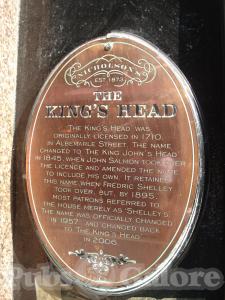 NICHOLSON'S
EST. 1873
THE
KING'S HEAD
THE KING'S HEAD WAS
ORIGINALLY LICENSED IN 1710,
IN ALBEMARLE STREET. THE NAME
CHANGED TO THE KING JOHN'S HEAD
IN 1845, WHEN JOHN SALMON TOOK OVER
THE LICENCE AND AMENDED THE NAME
TO INCLUDE HIS OWN. IT RETAINED
THIS NAME WHEN FREDRIC SHELLEY
TOOK OVER, BUT, BY 1895,
MOST PATRONS REFERRED TO
THE HOUSE MERELY AS 'SHELLEY'S'.
THE NAME WAS OFFICIALLY CHANGED
IN AND CHANGED BACK
TO THE KING'S HEAD
IN 2006.